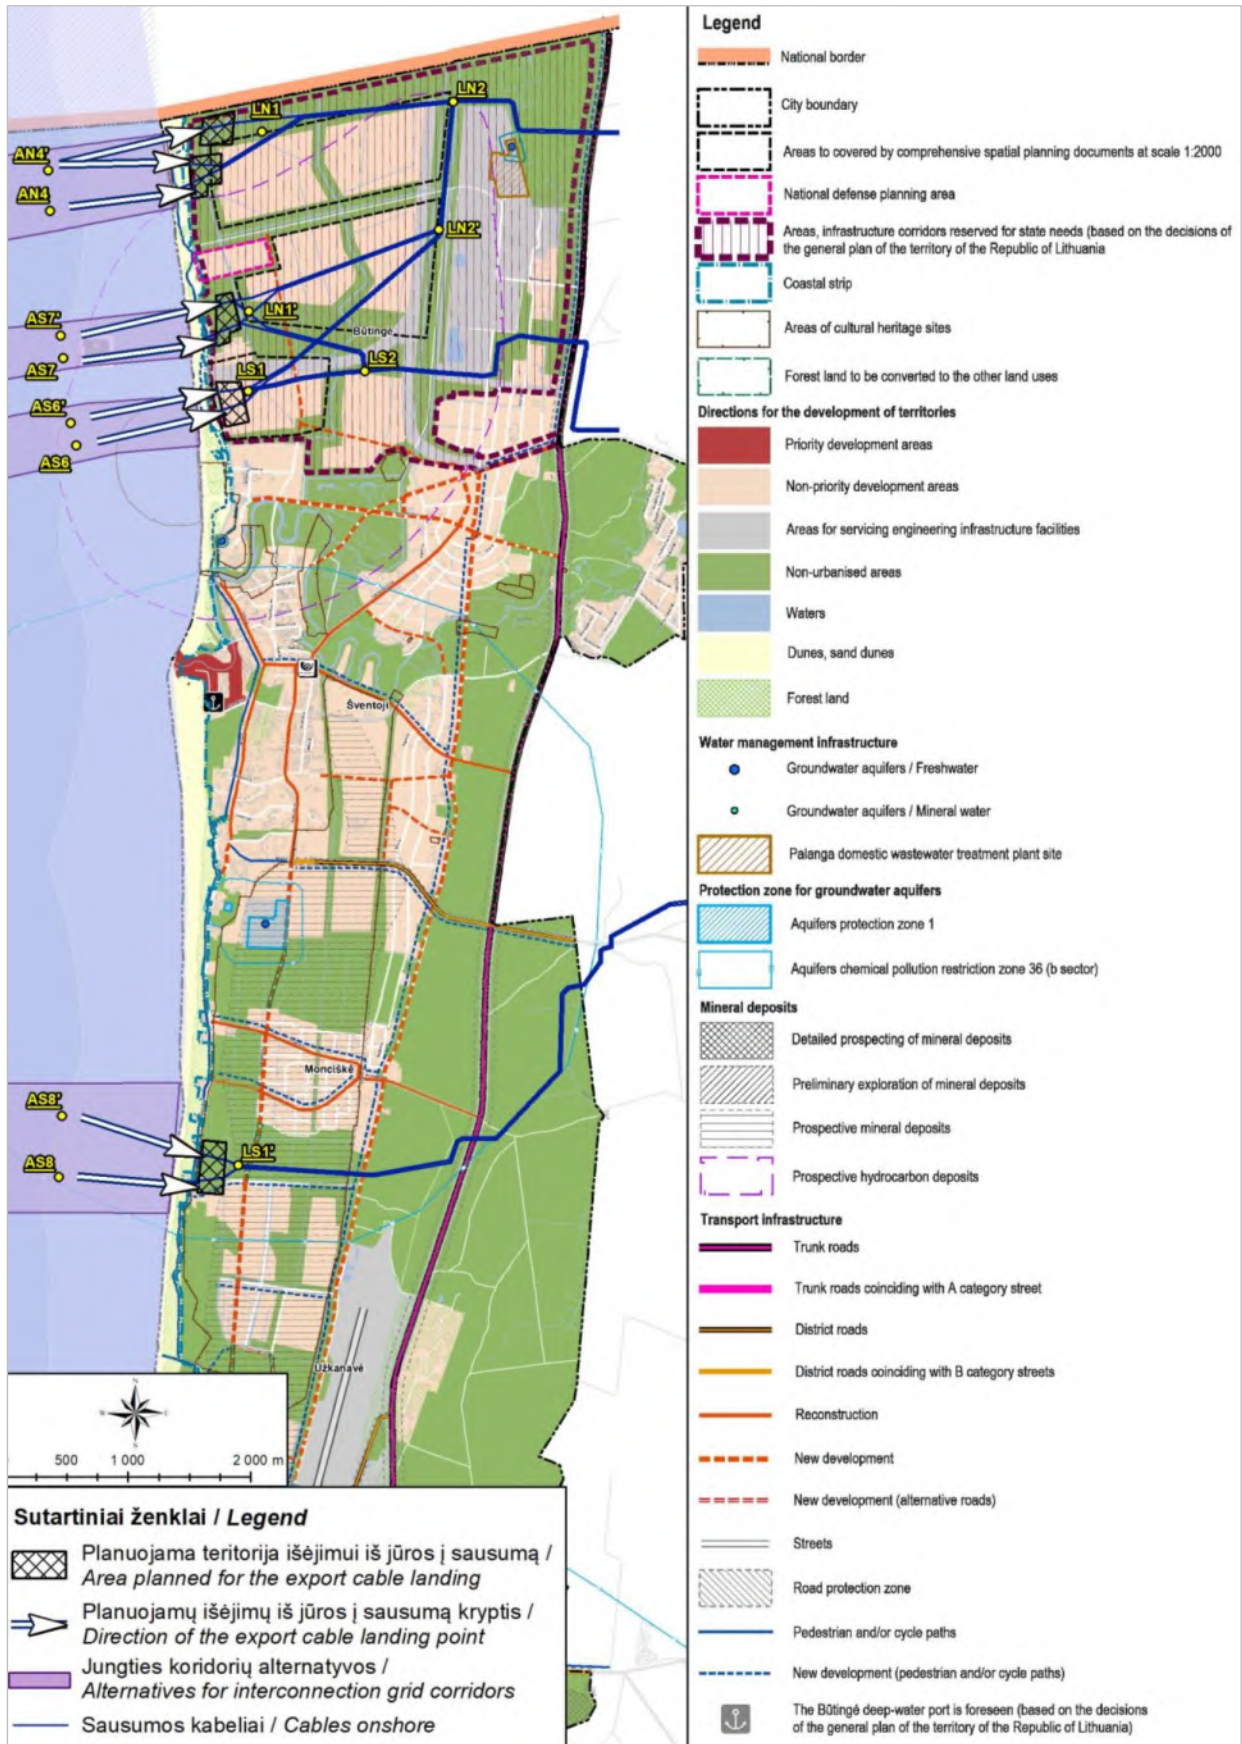 LN1
LN2
AN4'
AN4
LN2'
AS7'
LN1'
Būtingė
AS7
LS1
LS2
AS6'
AS6
Šventoji
Monciškė
AS8'
AS8
LS1'
Užkanavė
N
W
E
S
500
1 000
2 000 m
Sutartiniai ženklai / Legend
Planuojama teritorija išėjimui iš jūros į sausumą /
Area planned for the export cable landing
Planuojamų išėjimų iš jūros į sausumą kryptis /
Direction of the export cable landing point
Jungties koridorių alternatyvos /
Alternatives for interconnection grid corridors
Sausumos kabeliai / Cables onshore
Legend
National border
City boundary
Areas to covered by comprehensive spatial planning documents at scale 1:2000
National defense planning area
Areas, infrastructure corridors reserved for state needs (based on the decisions of
the general plan of the territory of the Republic of Lithuania
Coastal strip
Areas of cultural heritage sites
Forest land to be converted to the other land uses
Directions for the development of territories
Priority development areas
Non-priority development areas
Areas for servicing engineering infrastructure facilities
Non-urbanised areas
Waters
Dunes, sand dunes
Forest land
Water management infrastructure
Groundwater aquifers / Freshwater
Groundwater aquifers / Mineral water
Palanga domestic wastewater treatment plant site
Protection zone for groundwater aquifers
Aquifers protection zone 1
Aquifers chemical pollution restriction zone 36 (b sector)
Mineral deposits
Detailed prospecting of mineral deposits
Preliminary exploration of mineral deposits
Prospective mineral deposits
Prospective hydrocarbon deposits
Transport infrastructure
Trunk roads
Trunk roads coinciding with A category street
District roads
District roads coinciding with B category streets
Reconstruction
New development
New development (alternative roads)
Streets
Road protection zone
Pedestrian and/or cycle paths
New development (pedestrian and/or cycle paths)
The Būtingė deep-water port is foreseen (based on the decisions
of the general plan of the territory of the Republic of Lithuania)